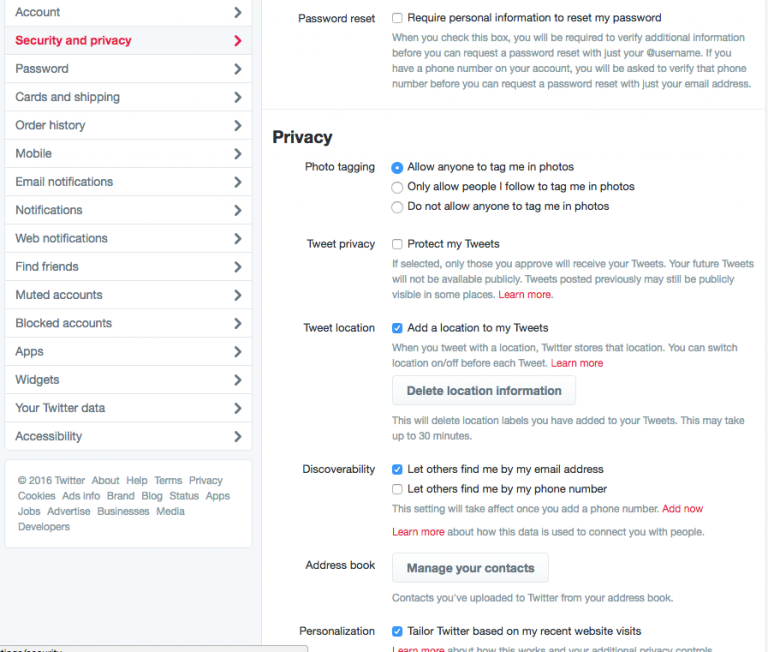 Account
Security and privacy
Password
Cards and shipping
Order history
Mobile
Email notifications
Notifications
Web notifications
Find friends
Muted accounts
Blocked accounts
Apps
Widgets
Your Twitter data
Accessibility
© 2016 Twitter About Help Terms Privacy
Cookies Ads info Brand Blog Status Apps
Jobs Advertise Businesses Media
Developers
Password reset
Require personal information to reset my password
When you check this box, you will be required to verify additional information
before you can request a password reset with just your @username. If you
have a phone number on your account, you will be asked to verify that phone
number before you can request a password reset with just your email address.
Privacy
Photo tagging
Allow anyone to tag me in photos
Only allow people I follow to tag me in photos
Do not allow anyone to tag me in photos
Tweet privacy
Protect my Tweets
If selected, only those you approve will receive your Tweets. Your future Tweets
will not be available publicly. Tweets posted previously may still be publicly
visible in some places. Learn more.
Tweet location
Add a location to my Tweets
When you tweet with a location, Twitter stores that location. You can switch
location on/off before each Tweet. Learn more
Delete location information
This will delete location labels you have added to your Tweets. This may take
up to 30 minutes.
Discoverability
Let others find me by my email address
Let others find me by my phone number
This setting will take affect once you add a phone number. Add now
Learn more about how this data is used to connect you with people.
Address book
Manage your contacts
Contacts you've uploaded to Twitter from your address book.
Personalization
Tailor Twitter based on my recent website visits
Learn more about how this works and your additional privacy controls.